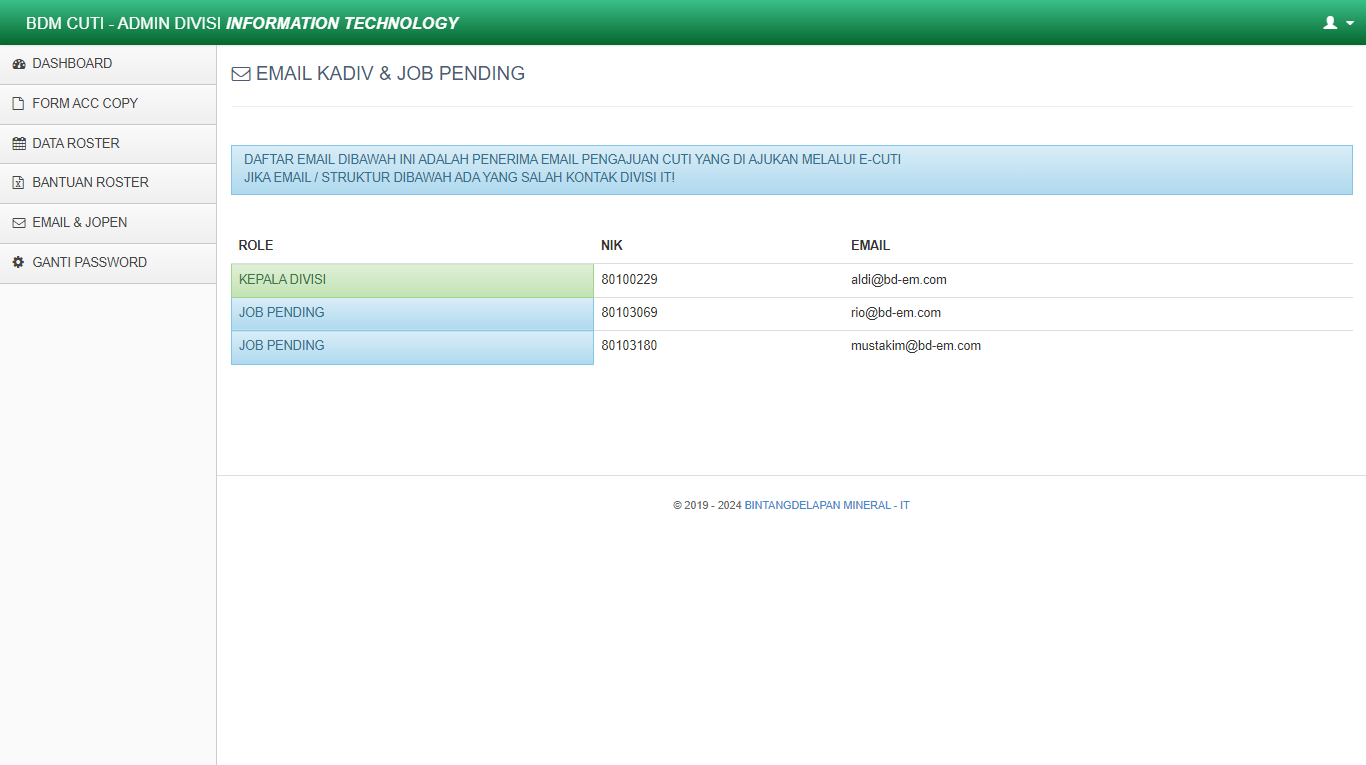 BDM CUTI - ADMIN DIVISI INFORMATION TECHNOLOGY
DASHBOARD
FORM ACC COPY
DATA ROSTER
BANTUAN ROSTER
EMAIL & JOPEN
GANTI PASSWORD
EMAIL KADIV & JOB PENDING
DAFTAR EMAIL DIBAWAH INI ADALAH PENERIMA EMAIL PENGAJUAN CUTI YANG DI AJUKAN MELALUI E-CUTI
JIKA EMAIL / STRUKTUR DIBAWAH ADA YANG SALAH KONTAK DIVISI IT!
ROLE NIK EMAIL
KEPALA DIVISI 80100229 aldi@bd-em.com
JOB PENDING 80103069 rio@bd-em.com
JOB PENDING 80103180 mustakim@bd-em.com
© 2019 - 2024 BINTANGDELAPAN MINERAL - IT